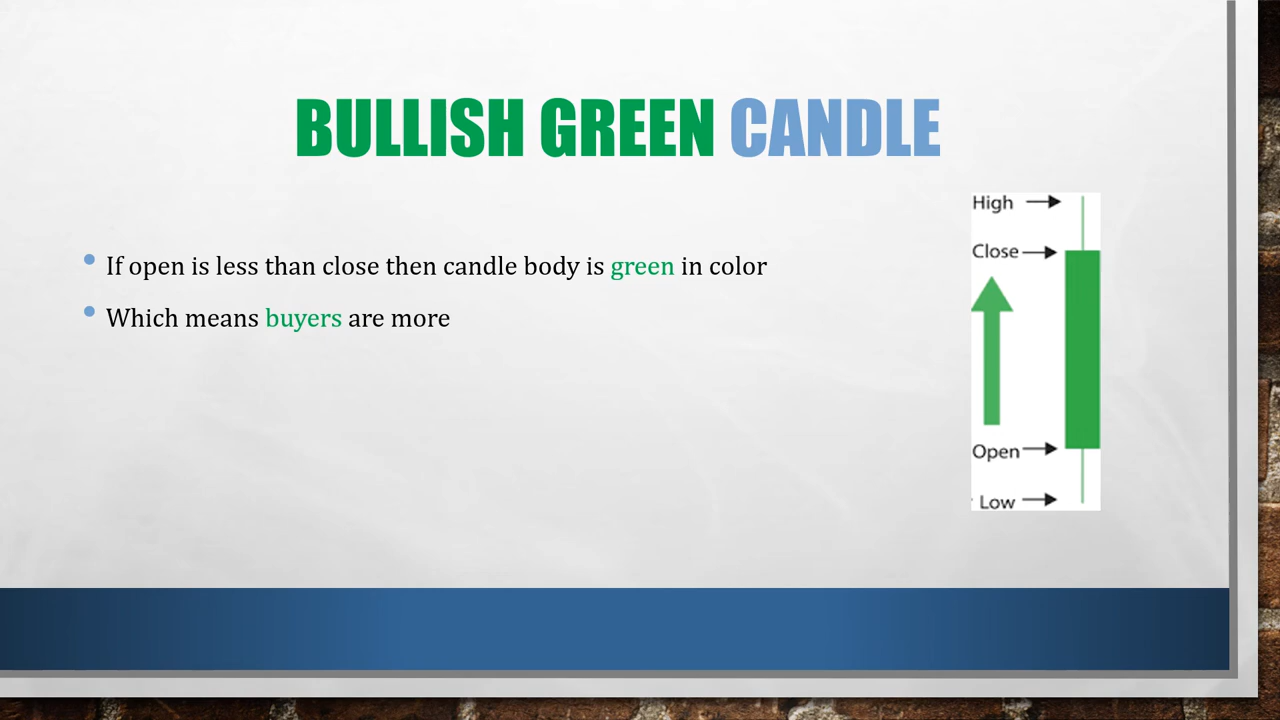 BULLISH GREEN CANDLE
If open is less than close then candle body is green in color
Which means buyers are more
High
Close
Open
Low